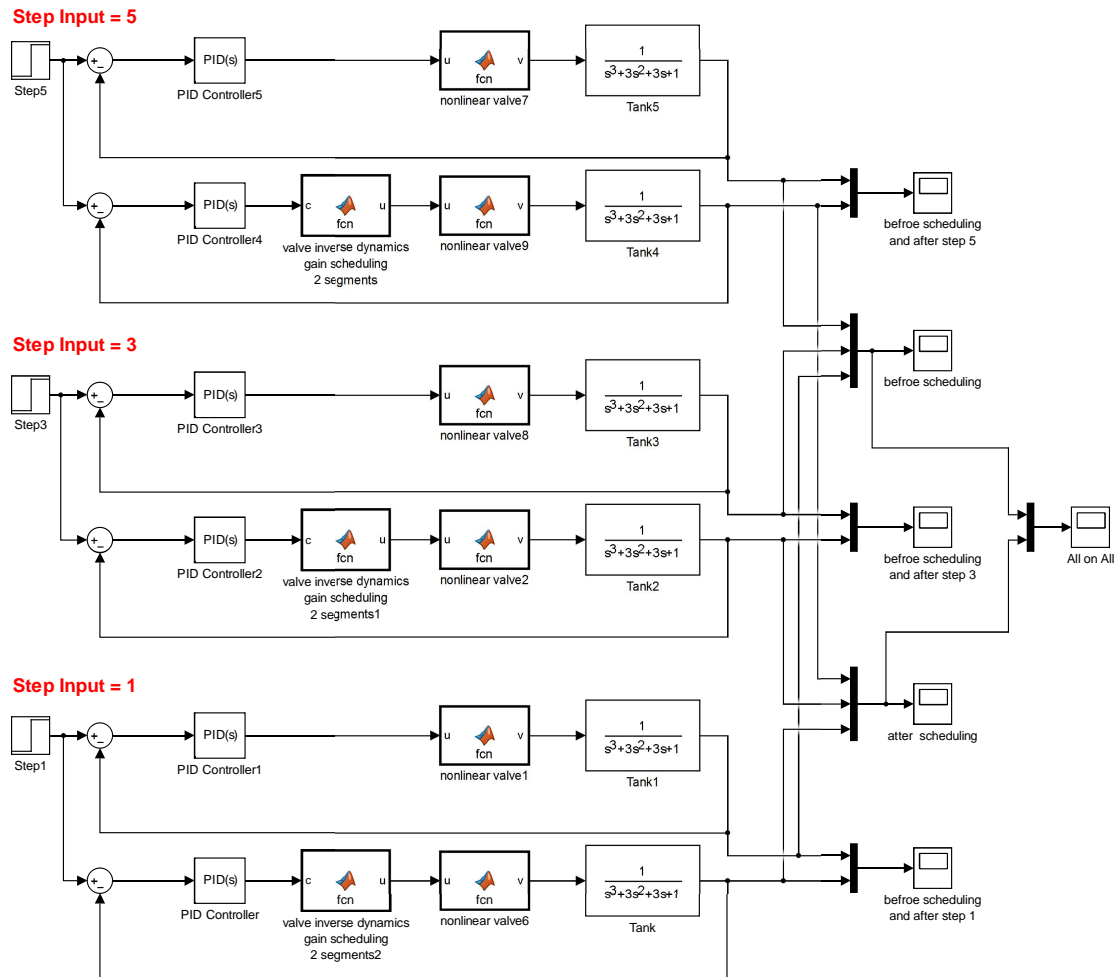 Step Input = 5
Step5
+
−
PID(s)
PID Controller5
u
fcn
v
nonlinear valve7
1
s³+3s²+3s+1
Tank5
+
−
PID(s)
PID Controller4
c
fcn
u
valve inverse dynamics
gain scheduling
2 segments
u
fcn
v
nonlinear valve9
1
s³+3s²+3s+1
Tank4
befroe scheduling
and after step 5
Step Input = 3
Step3
+
−
PID(s)
PID Controller3
u
fcn
v
nonlinear valve8
1
s³+3s²+3s+1
Tank3
befroe scheduling
+
−
PID(s)
PID Controller2
c
fcn
u
valve inverse dynamics
gain scheduling
2 segments1
u
fcn
v
nonlinear valve2
1
s³+3s²+3s+1
Tank2
befroe scheduling
and after step 3
All on All
Step Input = 1
Step1
+
−
PID(s)
PID Controller1
u
fcn
v
nonlinear valve1
1
s³+3s²+3s+1
Tank1
atter scheduling
+
−
PID(s)
PID Controller
c
fcn
u
valve inverse dynamics
gain scheduling
2 segments2
u
fcn
v
nonlinear valve6
1
s³+3s²+3s+1
Tank
befroe scheduling
and after step 1